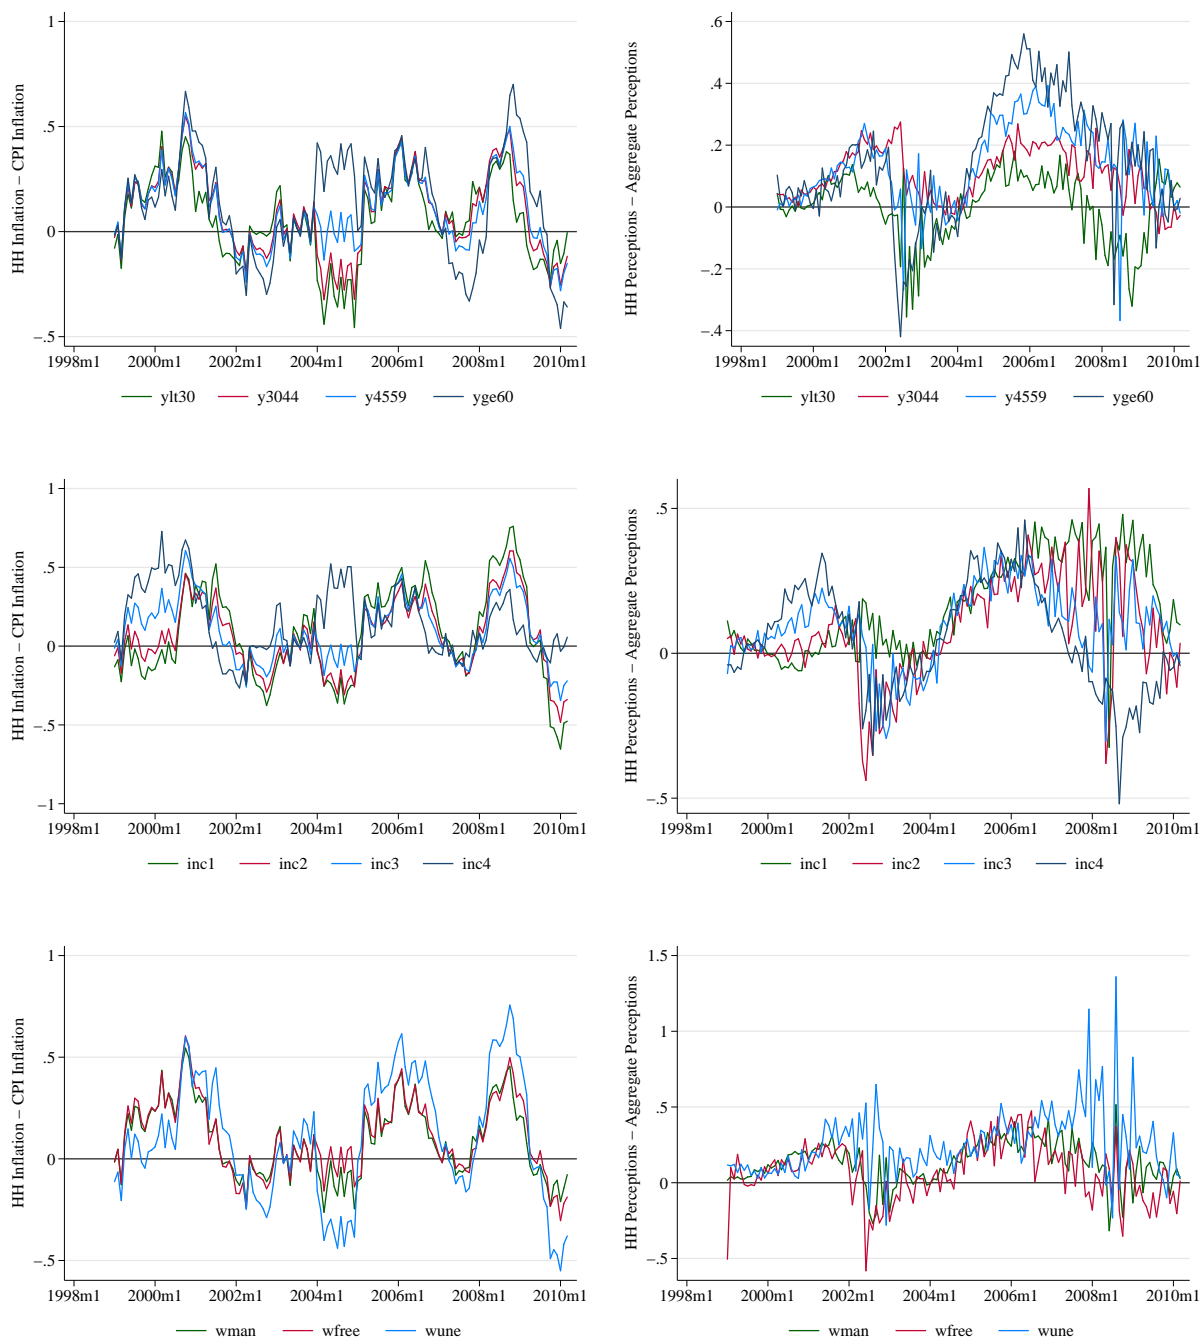 HH Inflation – CPI Inflation
1
.5
0
–.5
1998m1 2000m1 2002m1 2004m1 2006m1 2008m1 2010m1
ylt30 y3044 y4559 yge60
HH Perceptions – Aggregate Perceptions
.6
.4
.2
0
–.2
–.4
1998m1 2000m1 2002m1 2004m1 2006m1 2008m1 2010m1
ylt30 y3044 y4559 yge60
HH Inflation – CPI Inflation
1
.5
0
–.5
–1
1998m1 2000m1 2002m1 2004m1 2006m1 2008m1 2010m1
inc1 inc2 inc3 inc4
HH Perceptions – Aggregate Perceptions
.5
0
–.5
1998m1 2000m1 2002m1 2004m1 2006m1 2008m1 2010m1
inc1 inc2 inc3 inc4
HH Inflation – CPI Inflation
1
.5
0
–.5
1998m1 2000m1 2002m1 2004m1 2006m1 2008m1 2010m1
wman wfree wune
HH Perceptions – Aggregate Perceptions
1.5
1
.5
0
–.5
1998m1 2000m1 2002m1 2004m1 2006m1 2008m1 2010m1
wman wfree wune